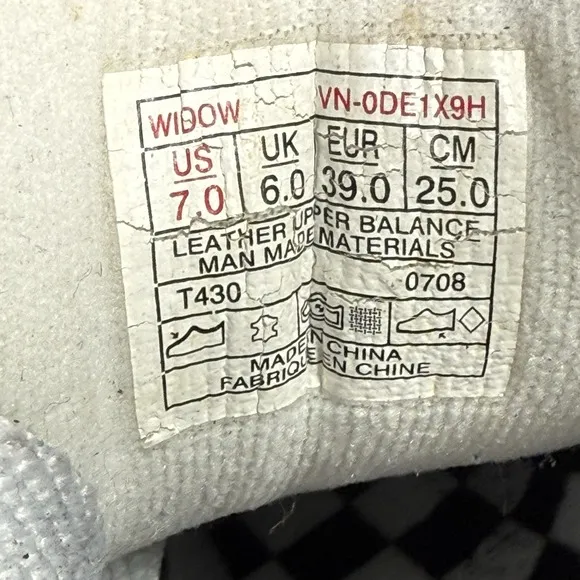 WIDOW VN-0DE1X9H
US UK EUR CM
7.0 6.0 39.0 25.0
LEATHER UPPER BALANCE
MAN MADE MATERIALS
T430 0708
MADE IN CHINA
FABRIQUE EN CHINE